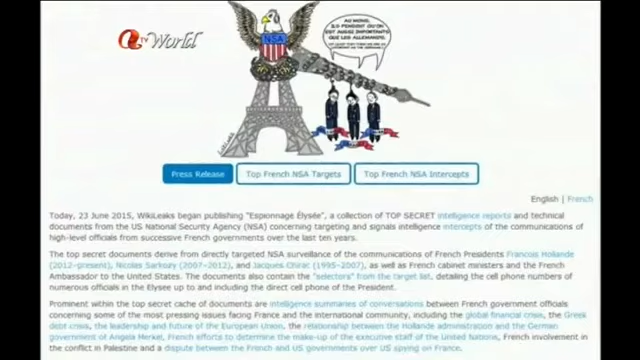 aTV World
NSA
AU MOINS,
ILS PENSENT QU'ON
EST AUSSI IMPORTANTS
QUE LES ALLEMANDS.
Press Release
Top French NSA Targets
Top French NSA Intercepts
English | French
Today, 23 June 2015, WikiLeaks began publishing "Espionnage Élysée", a collection of TOP SECRET intelligence reports and technical
documents from the US National Security Agency (NSA) concerning targeting and signals intelligence intercepts of the communications of
high-level officials from successive French governments over the last ten years.
The top secret documents derive from directly targeted NSA surveillance of the communications of French Presidents Francois Hollande
(2012–present), Nicolas Sarkozy (2007–2012), and Jacques Chirac (1995–2007), as well as French cabinet ministers and the French
Ambassador to the United States. The documents also contain the "selectors" from the target list, detailing the cell phone numbers of
numerous officials in the Elysee up to and including the direct cell phone of the President.
Prominent within the top secret cache of documents are intelligence summaries of conversations between French government officials
concerning some of the most pressing issues facing France and the international community, including the global financial crisis, the Greek
debt crisis, the leadership and future of the European Union, the relationship between the Hollande administration and the German
government of Angela Merkel, French efforts to determine the make-up of the executive staff of the United Nations, French involvement in
the conflict in Palestine and a dispute between the French and US governments over US spying on France.